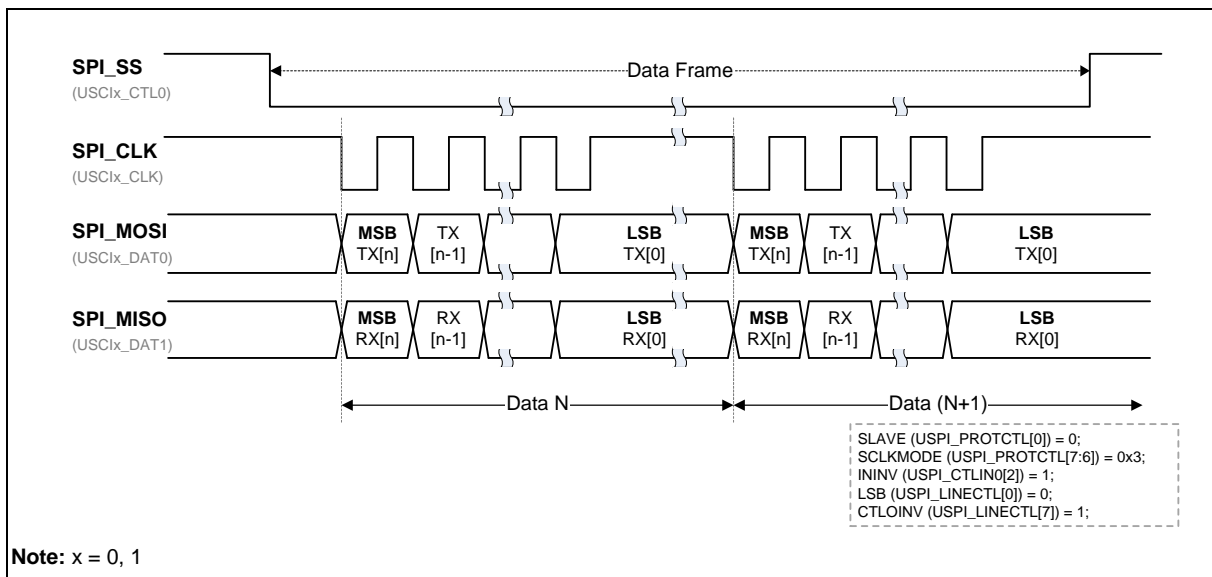 SPI_SS
(USCIx_CTL0)
Data Frame
SPI_CLK
(USCIx_CLK)
SPI_MOSI
(USCIx_DAT0)
MSB
TX[n]
TX
[n-1]
LSB
TX[0]
MSB
TX[n]
TX
[n-1]
LSB
TX[0]
SPI_MISO
(USCIx_DAT1)
MSB
RX[n]
RX
[n-1]
LSB
RX[0]
MSB
RX[n]
RX
[n-1]
LSB
RX[0]
Data N
Data (N+1)
SLAVE (USPI_PROTCTL[0]) = 0;
SCLKMODE (USPI_PROTCTL[7:6]) = 0x3;
ININV (USPI_CTLIN0[2]) = 1;
LSB (USPI_LINECTL[0]) = 0;
CTLOINV (USPI_LINECTL[7]) = 1;
Note: x = 0, 1